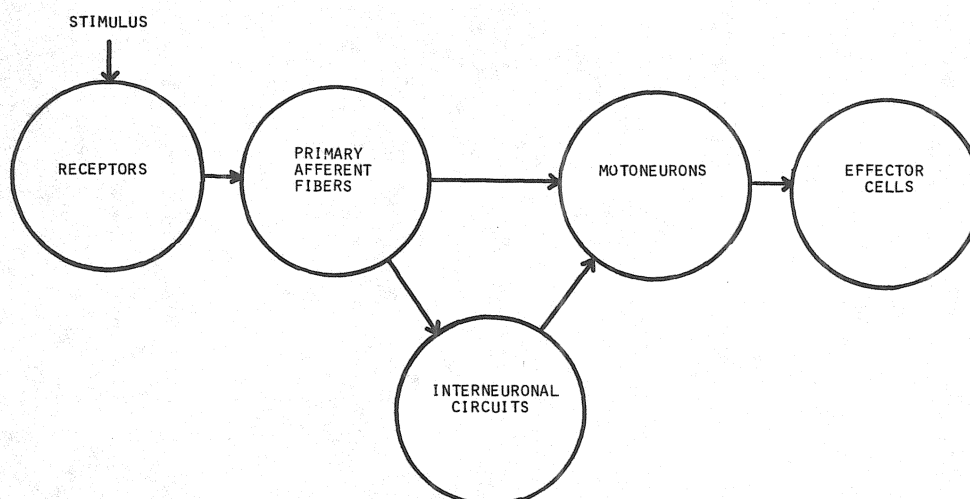 STIMULUS
RECEPTORS
PRIMARY
AFFERENT
FIBERS
MOTONEURONS
EFFECTOR
CELLS
INTERNEURONAL
CIRCUITS